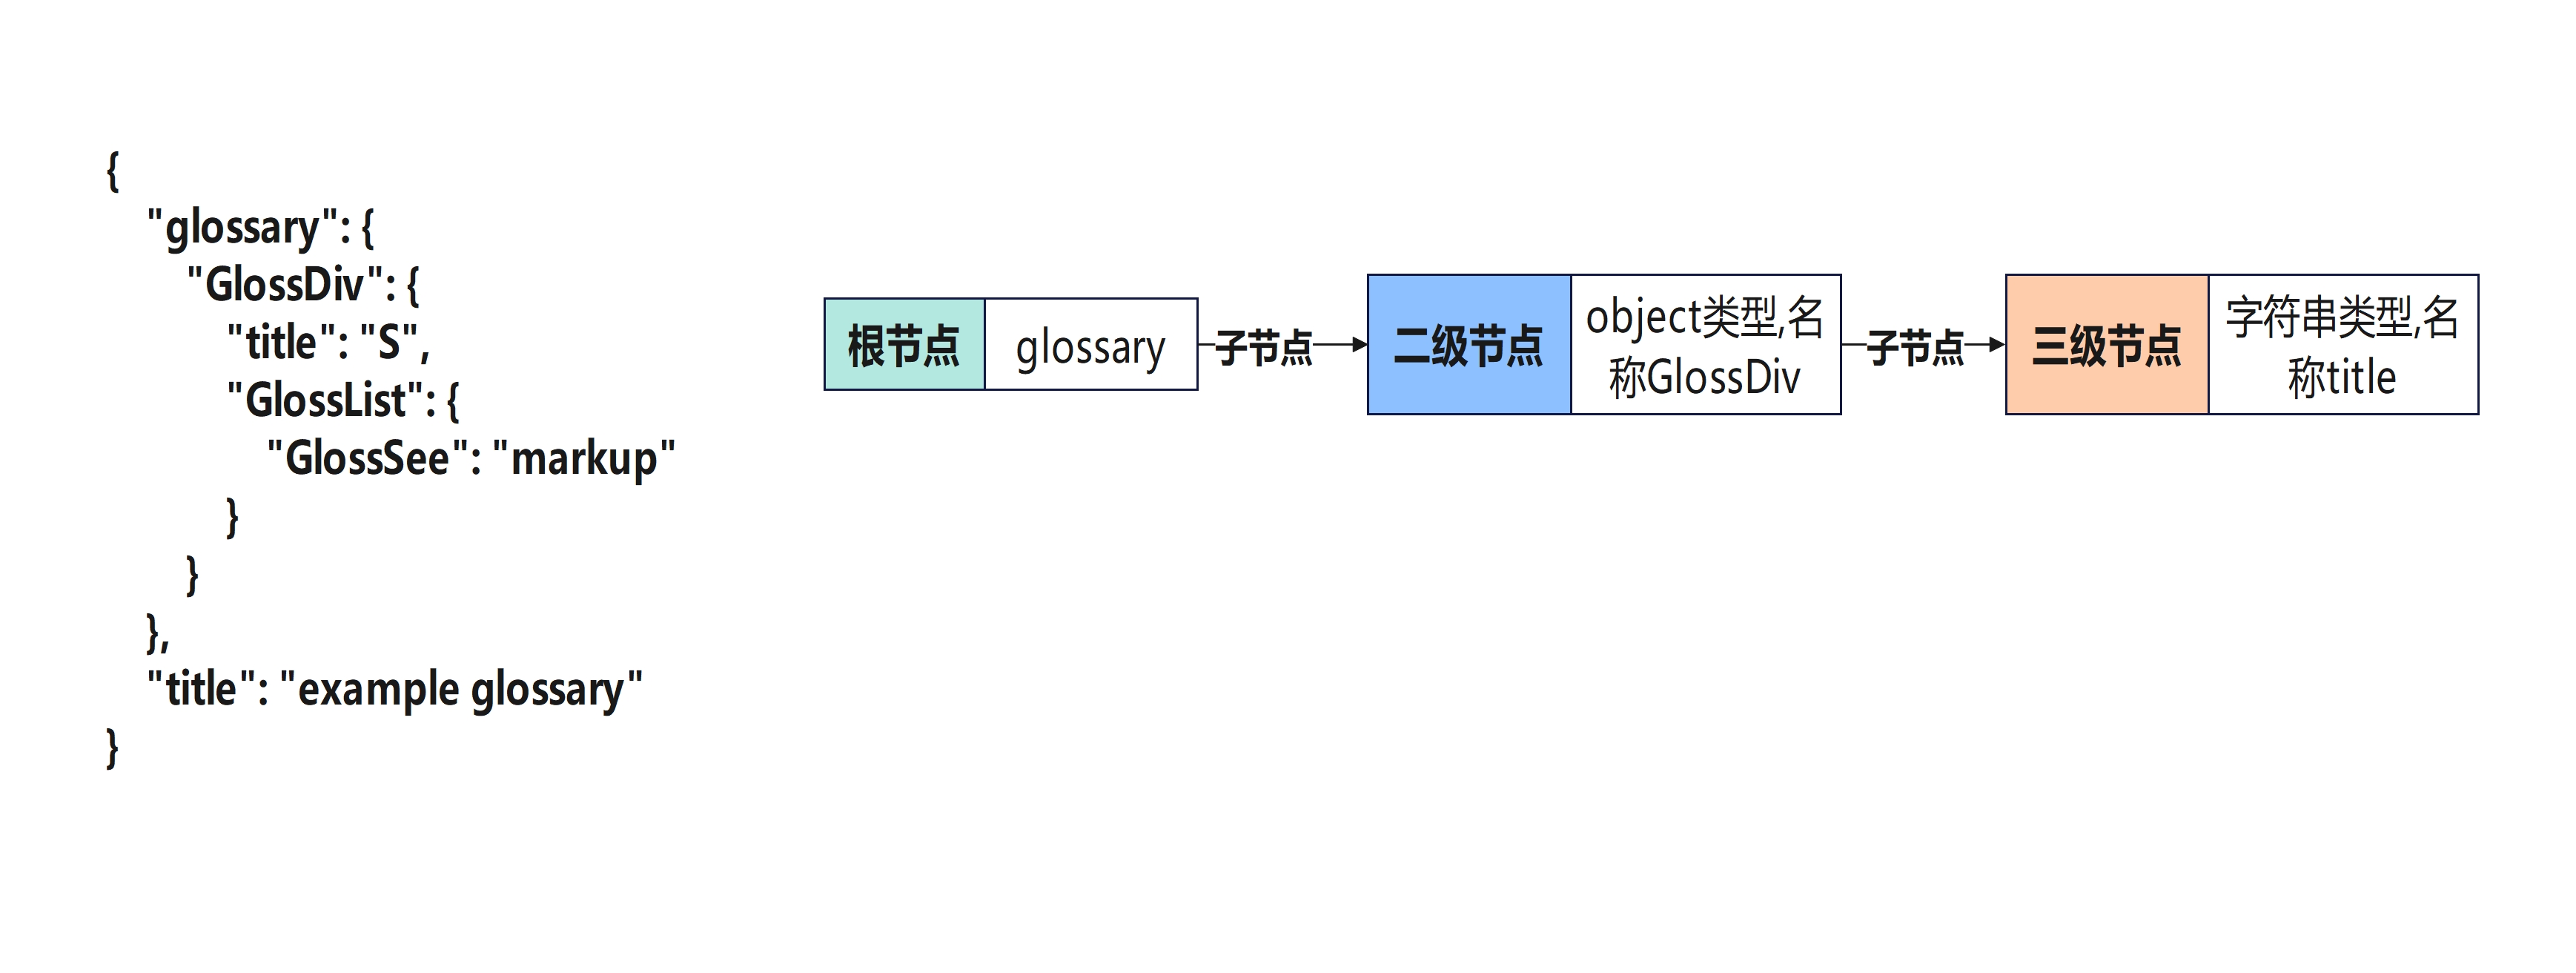 {
"glossary": {
"GlossDiv": {
"title": "S",
"GlossList": {
"GlossSee": "markup"
}
}
},
"title": "example glossary"
}
根节点
glossary
子节点
二级节点
object类型,名
称GlossDiv
子节点
三级节点
字符串类型,名
称title